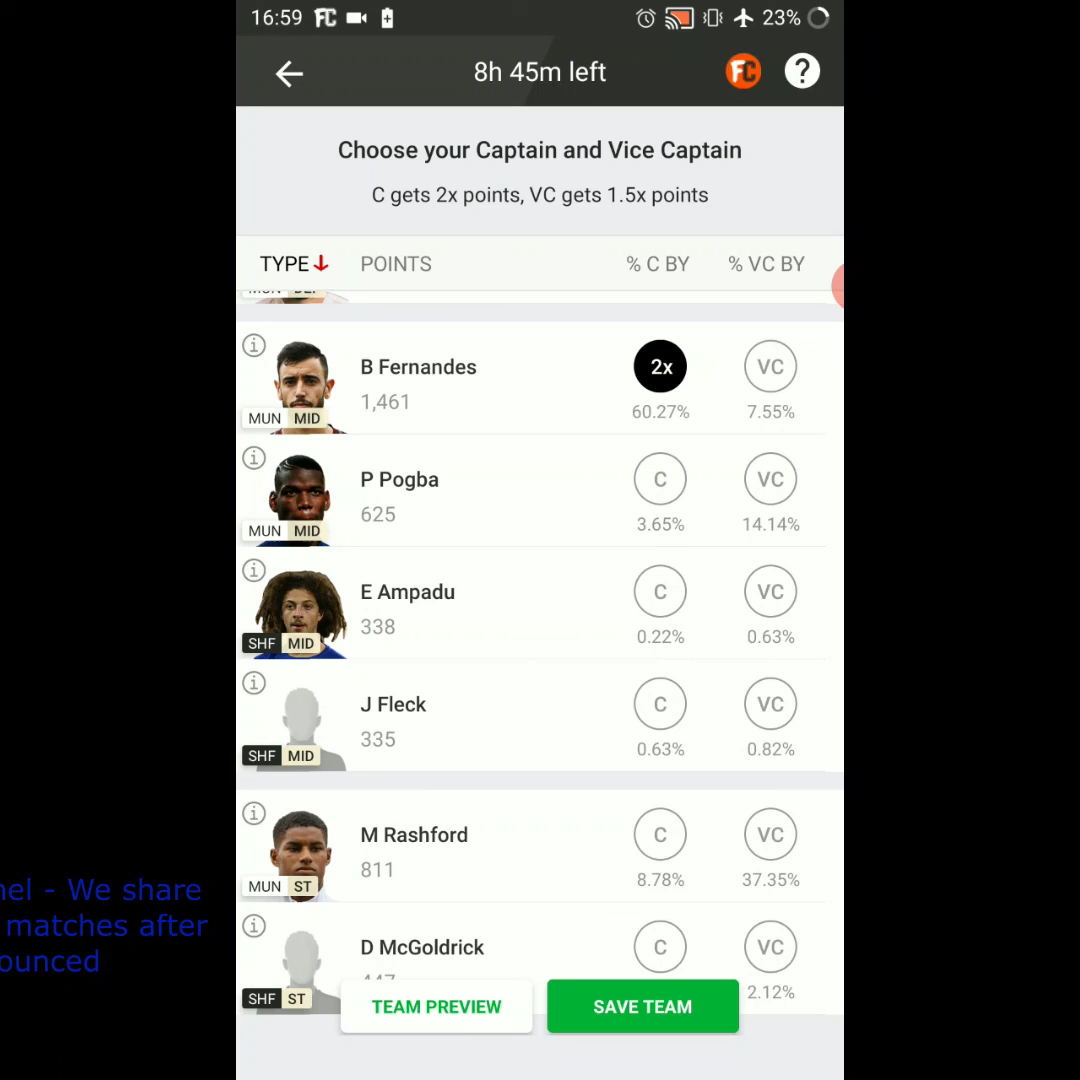 16:59 FC 23%
8h 45m left FC ?
Choose your Captain and Vice Captain
C gets 2x points, VC gets 1.5x points
TYPE POINTS % C BY % VC BY
B Fernandes 2x VC
1,461 60.27% 7.55%
MUN MID
P Pogba C VC
625 3.65% 14.14%
MUN MID
E Ampadu C VC
338 0.22% 0.63%
SHF MID
J Fleck C VC
335 0.63% 0.82%
SHF MID
M Rashford C VC
811 8.78% 37.35%
MUN ST
D McGoldrick C VC
2.12%
SHF ST
TEAM PREVIEW SAVE TEAM
- We share
matches after